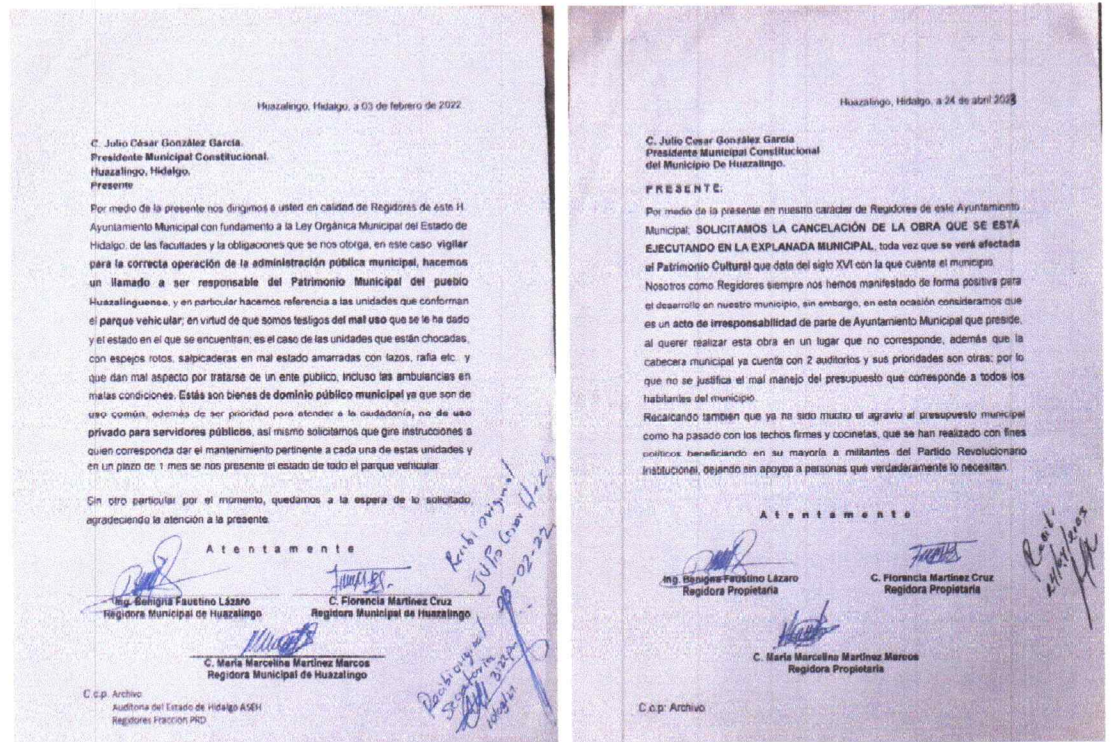 Huazalingo, Hidalgo, a 03 de febrero de 2022
C. Julio César González García.
Presidente Municipal Constitucional.
Huazalingo, Hidalgo.
Presente
Por medio de la presente nos dirigimos a usted en calidad de Regidores de este H.
Ayuntamiento Municipal con fundamento a la Ley Orgánica Municipal del Estado de
Hidalgo, de las facultades y la obligaciones que se nos otorga, en este caso vigilar
para la correcta operación de la administración pública municipal, hacemos
un llamado a ser responsable del Patrimonio Municipal del pueblo
Huazalinguense, y en particular hacemos referencia a las unidades que conforman
el parque vehicular; en virtud de que somos testigos del mal uso que se le ha dado
y el estado en el que se encuentran; es el caso de las unidades que están chocadas,
con espejos rotos, salpicaderas en mal estado amarradas con lazos, rafia etc. y
que dan mal aspecto por tratarse de un ente publico, incluso las ambulancias en
malas condiciones. Estás son bienes de dominio público municipal ya que son de
uso común, además de ser prioridad para atender a la ciudadanía, no de uso
privado para servidores públicos, así mismo solicitamos que gire instrucciones a
quien corresponda dar el mantenimiento pertinente a cada una de estas unidades y
en un plazo de 1 mes se nos presente el estado de todo el parque vehicular.
Sin otro particular por el momento, quedamos a la espera de lo solicitado,
agradeciendo la atención a la presente.
Atentamente
Ing. Benigna Faustino Lázaro
Regidora Municipal de Huazalingo
C. Florencia Martínez Cruz
Regidora Municipal de Huazalingo
C. María Marcelina Martínez Marcos
Regidora Municipal de Huazalingo
C.c.p. Archivo
Auditoria del Estado de Hidalgo ASEH
Regidores Fracción PRD
Recibi original
Julio Cesar
08-02-22
Recibi original
3:22 pm
Huazalingo, Hidalgo, a 24 de abril 2023
C. Julio Cesar González García
Presidente Municipal Constitucional
del Municipio De Huazalingo.
PRESENTE:
Por medio de la presente en nuestro carácter de Regidores de este Ayuntamiento
Municipal; SOLICITAMOS LA CANCELACIÓN DE LA OBRA QUE SE ESTÁ
EJECUTANDO EN LA EXPLANADA MUNICIPAL, toda vez que se verá afectada
el Patrimonio Cultural que data del siglo XVI con la que cuenta el municipio.
Nosotros como Regidores siempre nos hemos manifestado de forma positiva para
el desarrollo en nuestro municipio, sin embargo, en esta ocasión consideramos que
es un acto de irresponsabilidad de parte de Ayuntamiento Municipal que preside,
al querer realizar esta obra en un lugar que no corresponde, además que la
cabecera municipal ya cuenta con 2 auditorios y sus prioridades son otras; por lo
que no se justifica el mal manejo del presupuesto que corresponde a todos los
habitantes del municipio.
Recalcando también que ya ha sido mucho el agravio al presupuesto municipal
como ha pasado con los techos firmes y cocinetas, que se han realizado con fines
políticos beneficiando en su mayoría a militantes del Partido Revolucionario
Institucional, dejando sin apoyos a personas que verdaderamente lo necesitan.
Atentamente
Ing. Benigna Faustino Lázaro
Regidora Propietaria
C. Florencia Martínez Cruz
Regidora Propietaria
C. María Marcelina Martínez Marcos
Regidora Propietaria
C.c.p: Archivo
Recibi